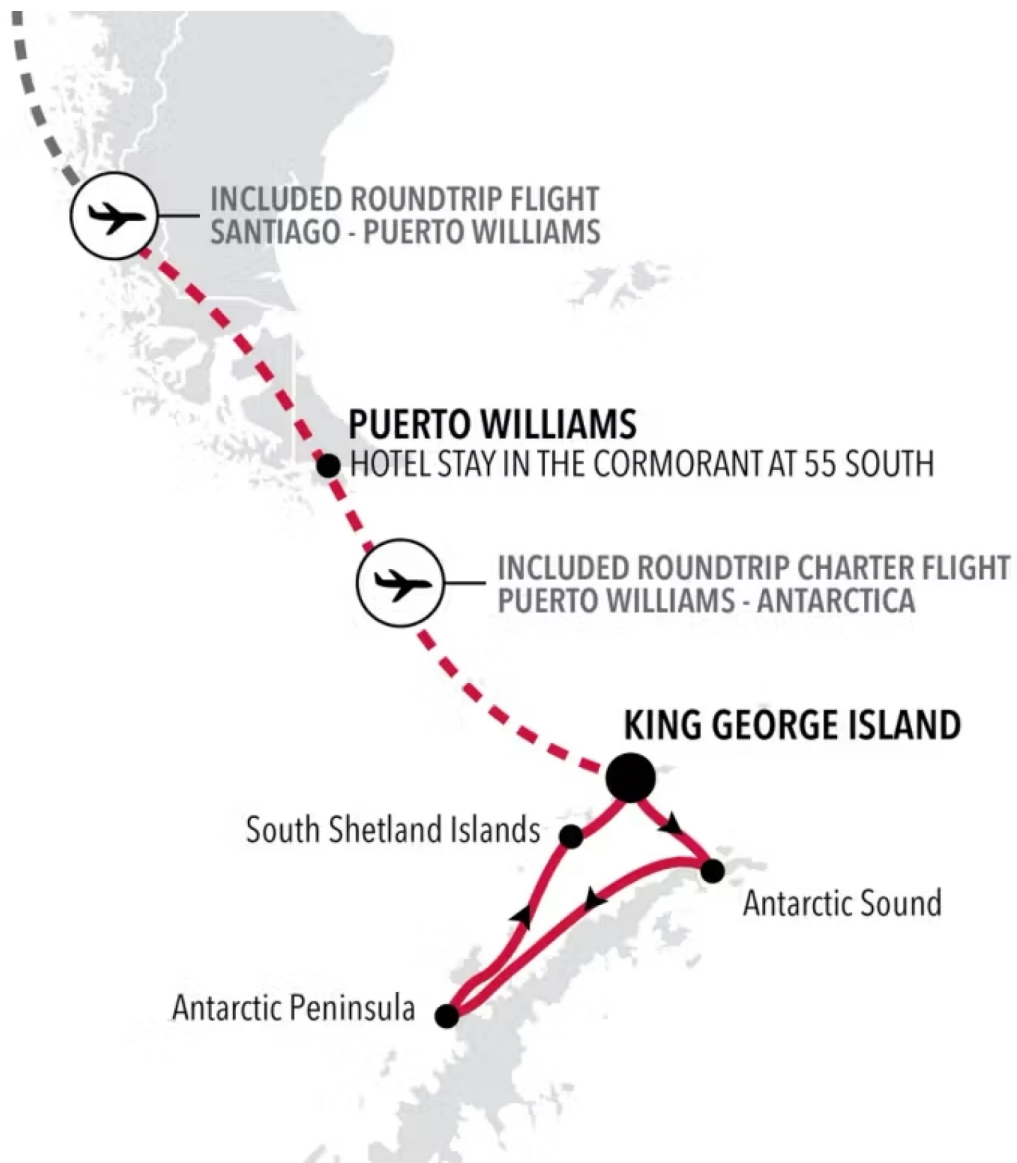 INCLUDED ROUNDTRIP FLIGHT
SANTIAGO - PUERTO WILLIAMS
PUERTO WILLIAMS
HOTEL STAY IN THE CORMORANT AT 55 SOUTH
INCLUDED ROUNDTRIP CHARTER FLIGHT
PUERTO WILLIAMS - ANTARCTICA
KING GEORGE ISLAND
South Shetland Islands
Antarctic Sound
Antarctic Peninsula